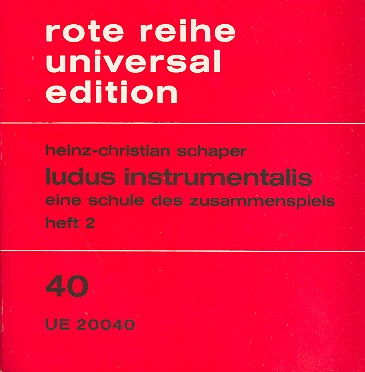 rote reihe
universal
edition
heinz-christian schaper
ludus instrumentalis
eine schule des zusammenspiels
heft 2
40
UE 20040